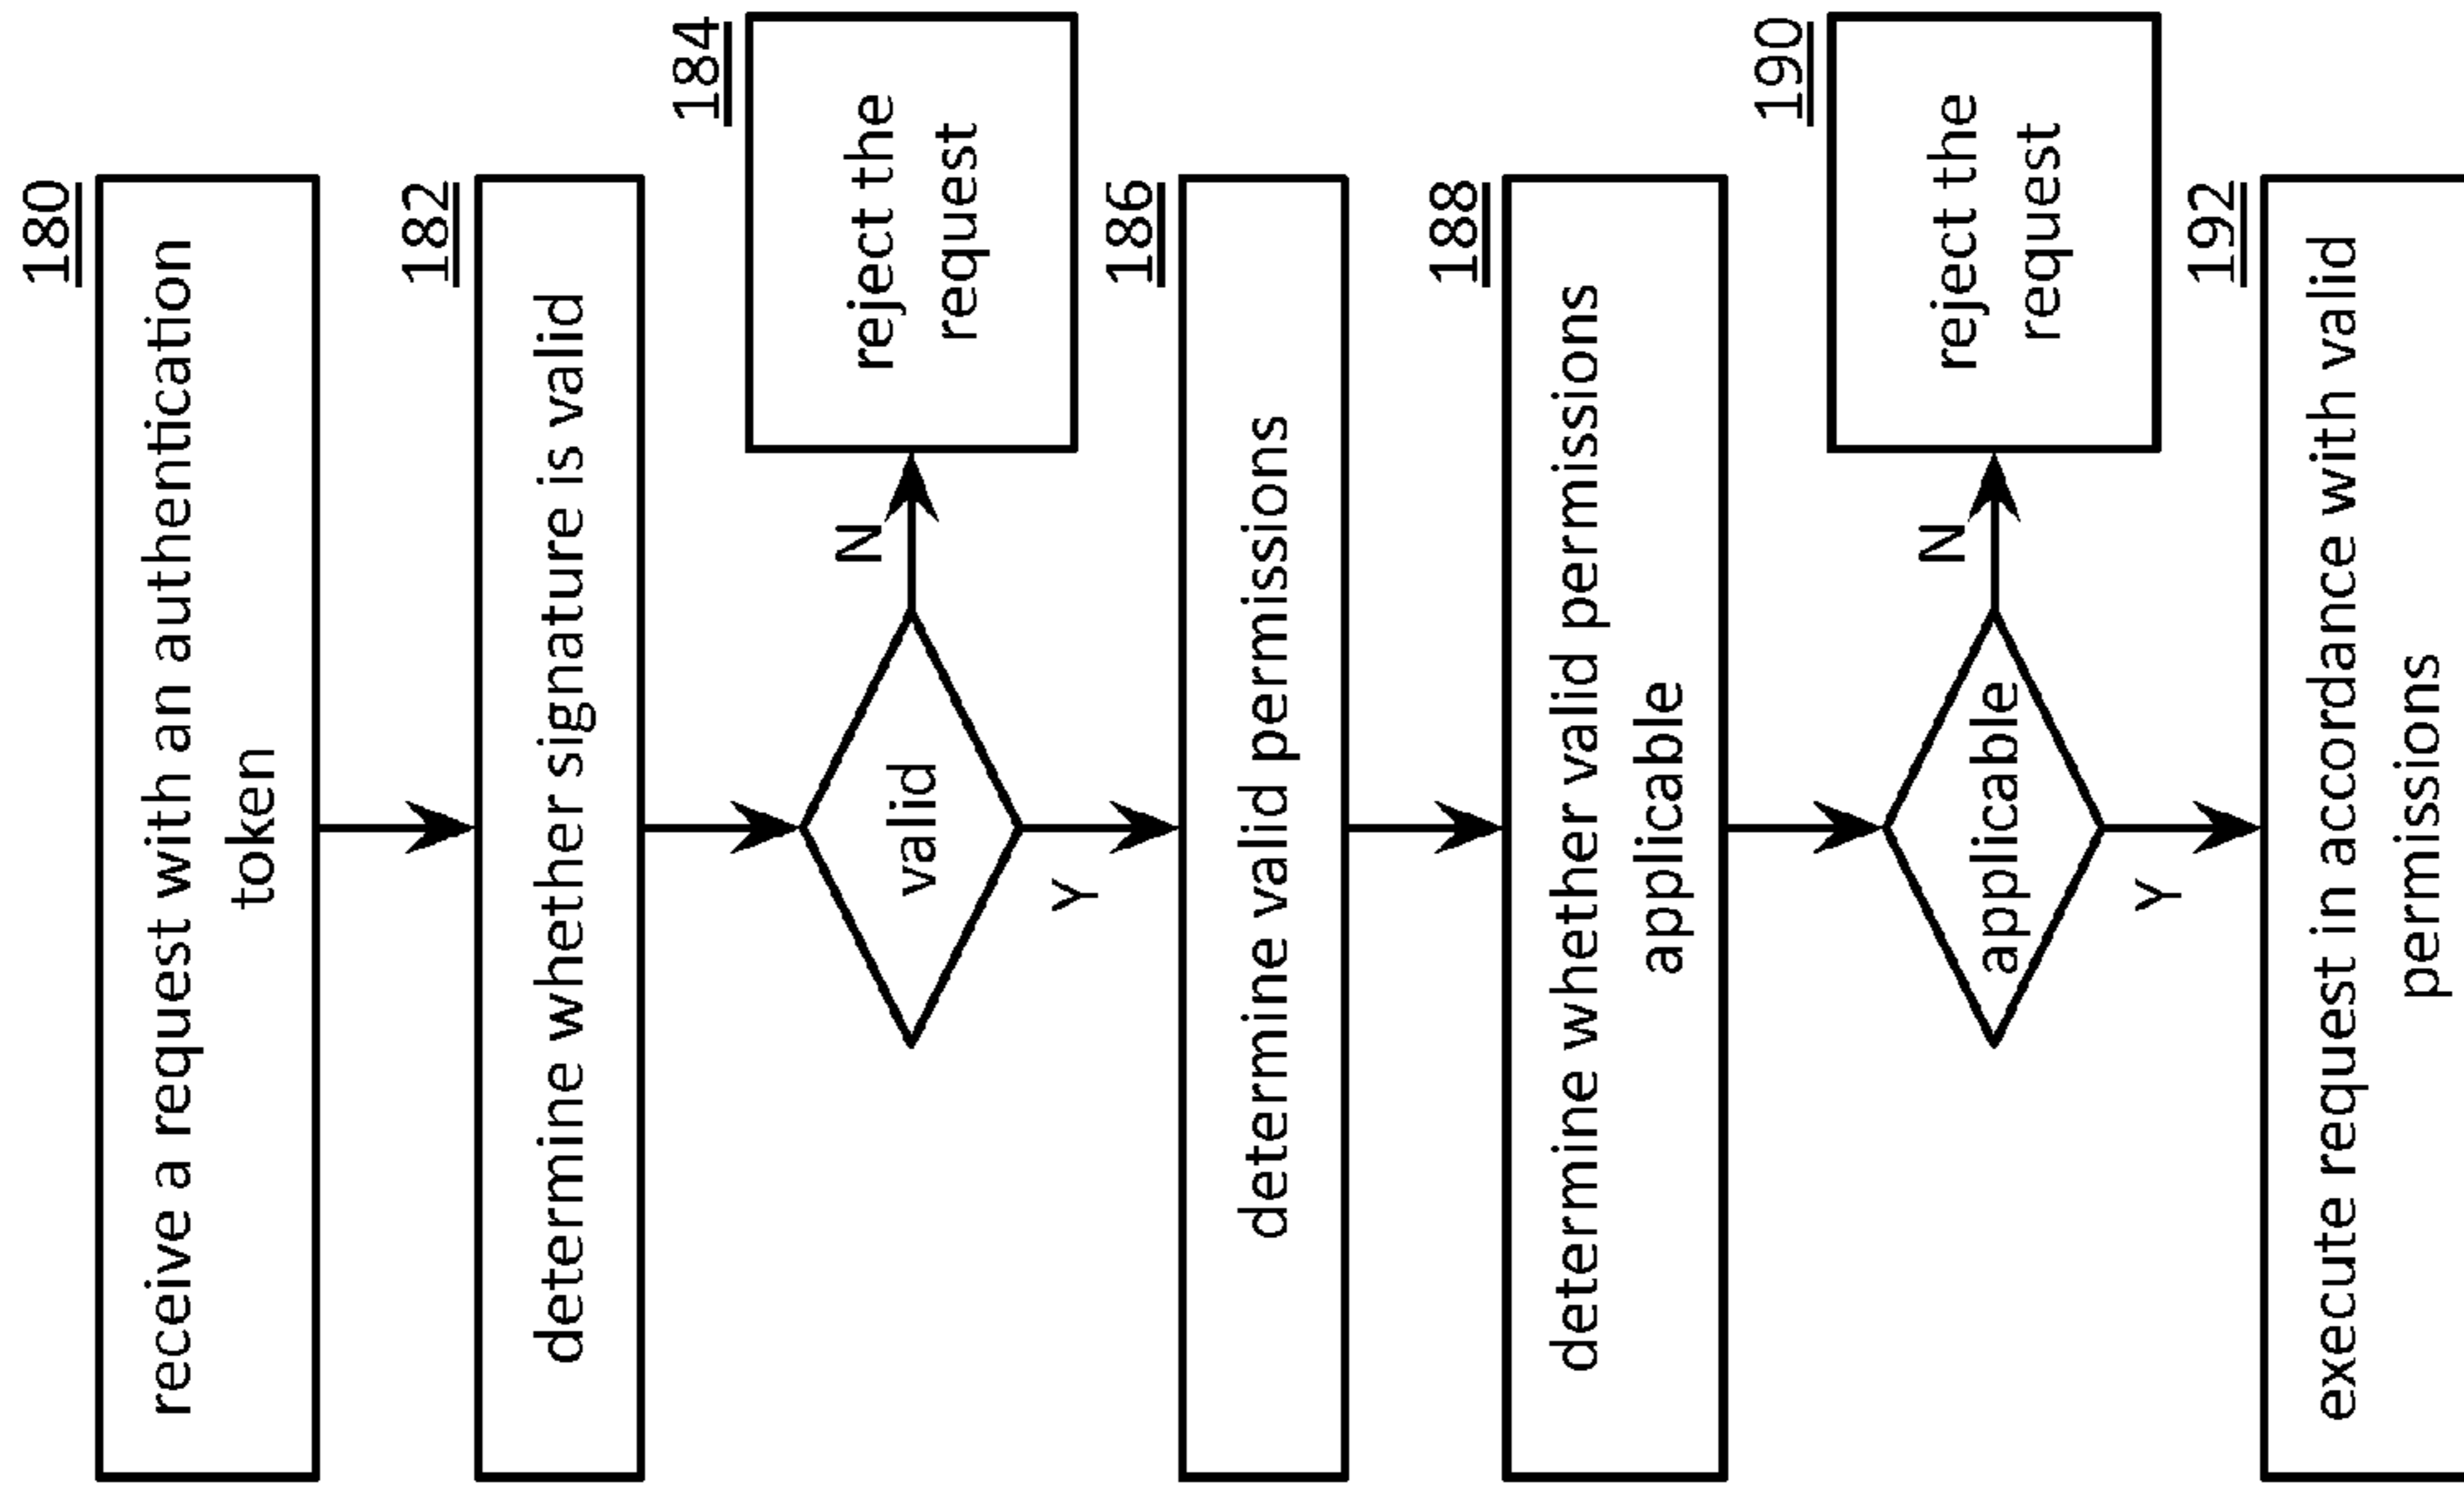 180
receive a request with an authentication
token
182
determine whether signature is valid
184
valid
N
reject the
request
Y
186
determine valid permissions
188
determine whether valid permissions
applicable
190
applicable
N
reject the
request
Y
192
execute request in accordance with valid
permissions